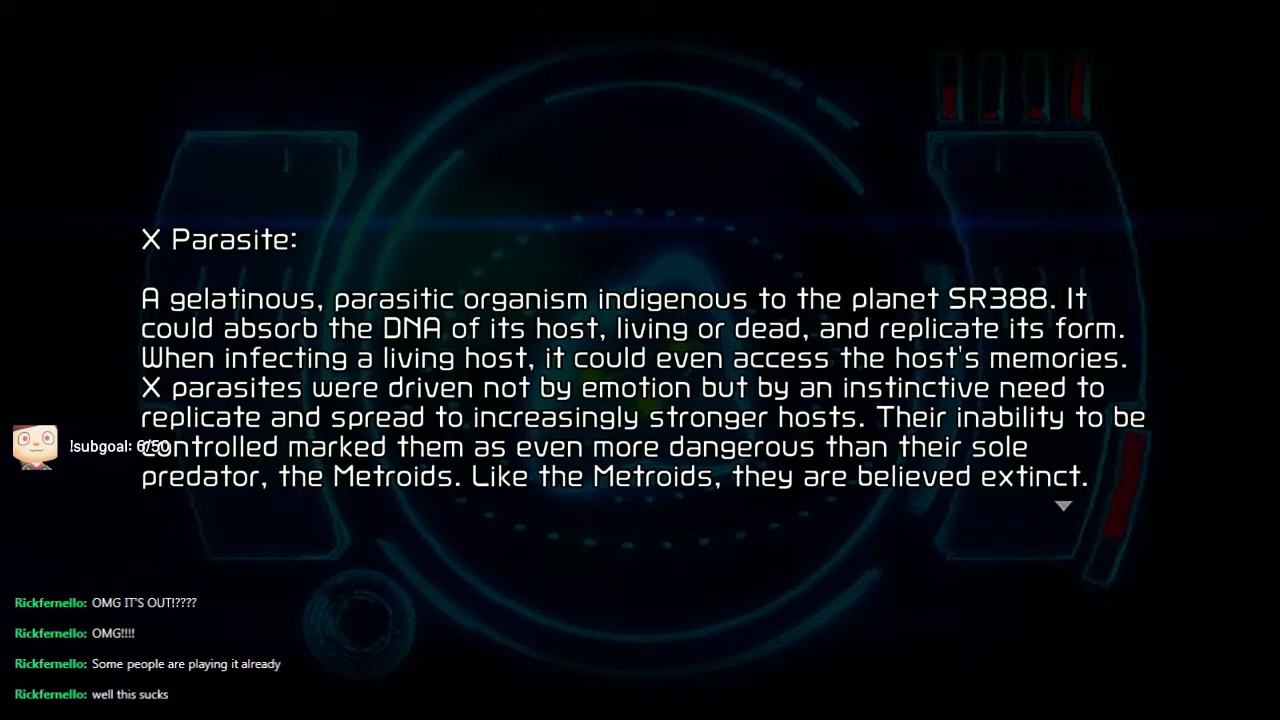 X Parasite:
A gelatinous, parasitic organism indigenous to the planet SR388. It
could absorb the DNA of its host, living or dead, and replicate its form.
When infecting a living host, it could even access the host's memories.
X parasites were driven not by emotion but by an instinctive need to
replicate and spread to increasingly stronger hosts. Their inability to be
controlled marked them as even more dangerous than their sole
predator, the Metroids. Like the Metroids, they are believed extinct.
!subgoal: 6/50
Rickfernello: OMG IT'S OUT!????
Rickfernello: OMG!!!!
Rickfernello: Some people are playing it already
Rickfernello: well this sucks